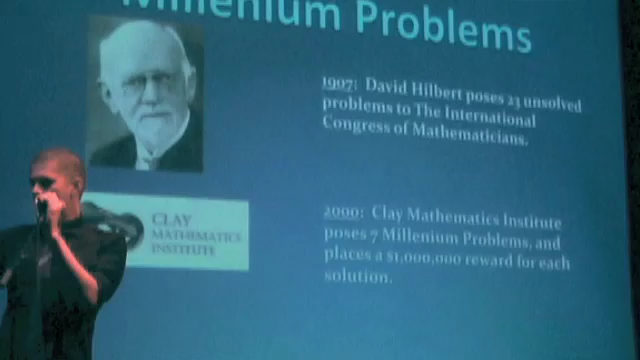 Millenium Problems
1907: David Hilbert poses 23 unsolved
problems to The International
Congress of Mathematicians.
CLAY
MATHEMATICS
INSTITUTE
2000: Clay Mathematics Institute
poses 7 Millenium Problems, and
places a $1,000,000 reward for each
solution.